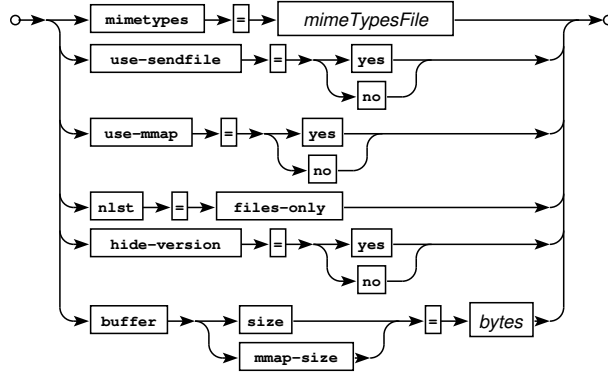 mimetypes = mimeTypesFile
use-sendfile = yes
no
use-mmap = yes
no
nlst = files-only
hide-version = yes
no
buffer size = bytes
mmap-size